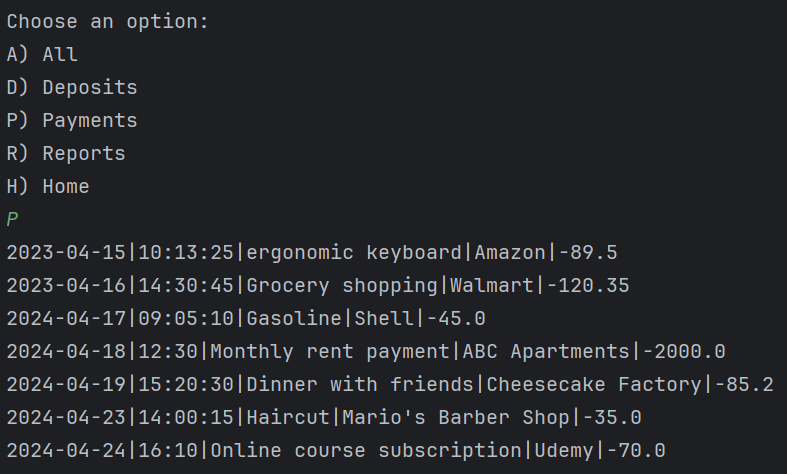 Choose an option:
A) All
D) Deposits
P) Payments
R) Reports
H) Home
P
2023-04-15|10:13:25|ergonomic keyboard|Amazon|-89.5
2023-04-16|14:30:45|Grocery shopping|Walmart|-120.35
2024-04-17|09:05:10|Gasoline|Shell|-45.0
2024-04-18|12:30|Monthly rent payment|ABC Apartments|-2000.0
2024-04-19|15:20:30|Dinner with friends|Cheesecake Factory|-85.2
2024-04-23|14:00:15|Haircut|Mario's Barber Shop|-35.0
2024-04-24|16:10|Online course subscription|Udemy|-70.0